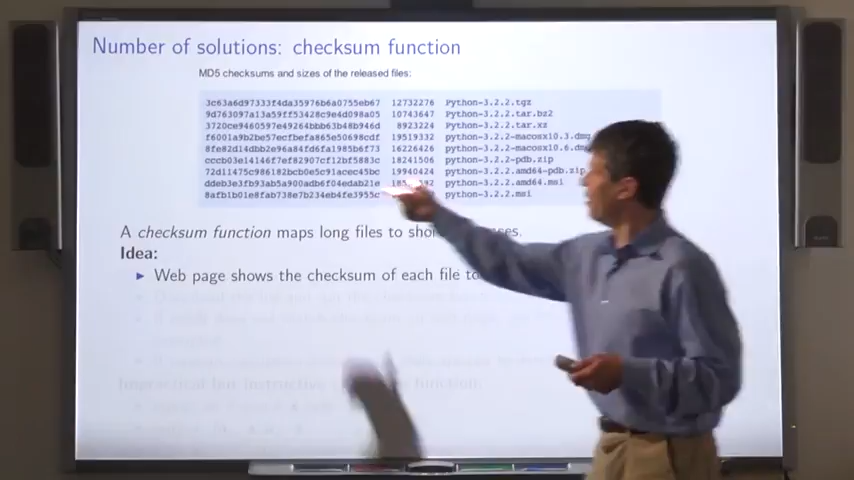 Number of solutions: checksum function
MD5 checksums and sizes of the released files:
3c63a6d97333f4da35976b6a0755eb67 12732276 Python-3.2.2.tgz
9d763097a13a59ff53428c9e4d098a05 10743647 Python-3.2.2.tar.bz2
3720ce9460597e49264bbb63b48b946d 8923224 Python-3.2.2.tar.xz
f6001a9b2be57ecfbefa865e50698cdf 19519332 python-3.2.2-macosx10.3.dmg
8fe82d14dbb2e96a84fd6fa1985b6f73 16226426 python-3.2.2-macosx10.6.dmg
cccb03e14146f7ef82907cf12bf5883c 18241506 python-3.2.2-pdb.zip
72d11475c986182bcb0e5c91acec45bc 19940424 python-3.2.2.amd64-pdb.zip
ddeb3e3fb93ab5a900adb6f04edab21e python-3.2.2.amd64.msi
8afb1b01e8fab738e7b234eb4fe3955c python-3.2.2.msi
A checksum function maps long files to
Idea:
Web page shows the checksum of each file to